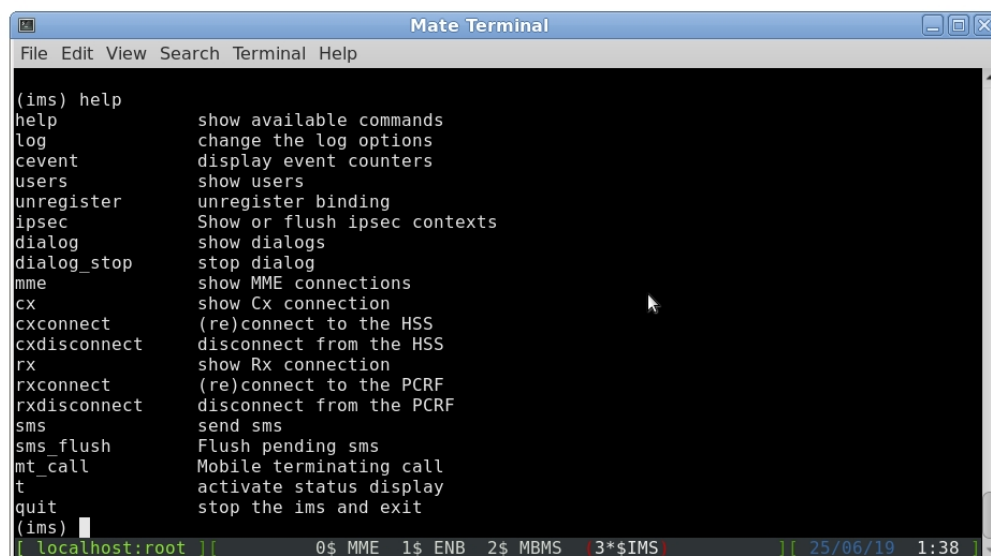 Mate Terminal
File Edit View Search Terminal Help
(ims) help
help show available commands
log change the log options
cevent display event counters
users show users
unregister unregister binding
ipsec Show or flush ipsec contexts
dialog show dialogs
dialog_stop stop dialog
mme show MME connections
cx show Cx connection
cxconnect (re)connect to the HSS
cxdisconnect disconnect from the HSS
rx show Rx connection
rxconnect (re)connect to the PCRF
rxdisconnect disconnect from the PCRF
sms send sms
sms_flush Flush pending sms
mt_call Mobile terminating call
t activate status display
quit stop the ims and exit
(ims)
[ localhost:root ][ 0$ MME 1$ ENB 2$ MBMS (3*$IMS) ][ 25/06/19 1:38 ]